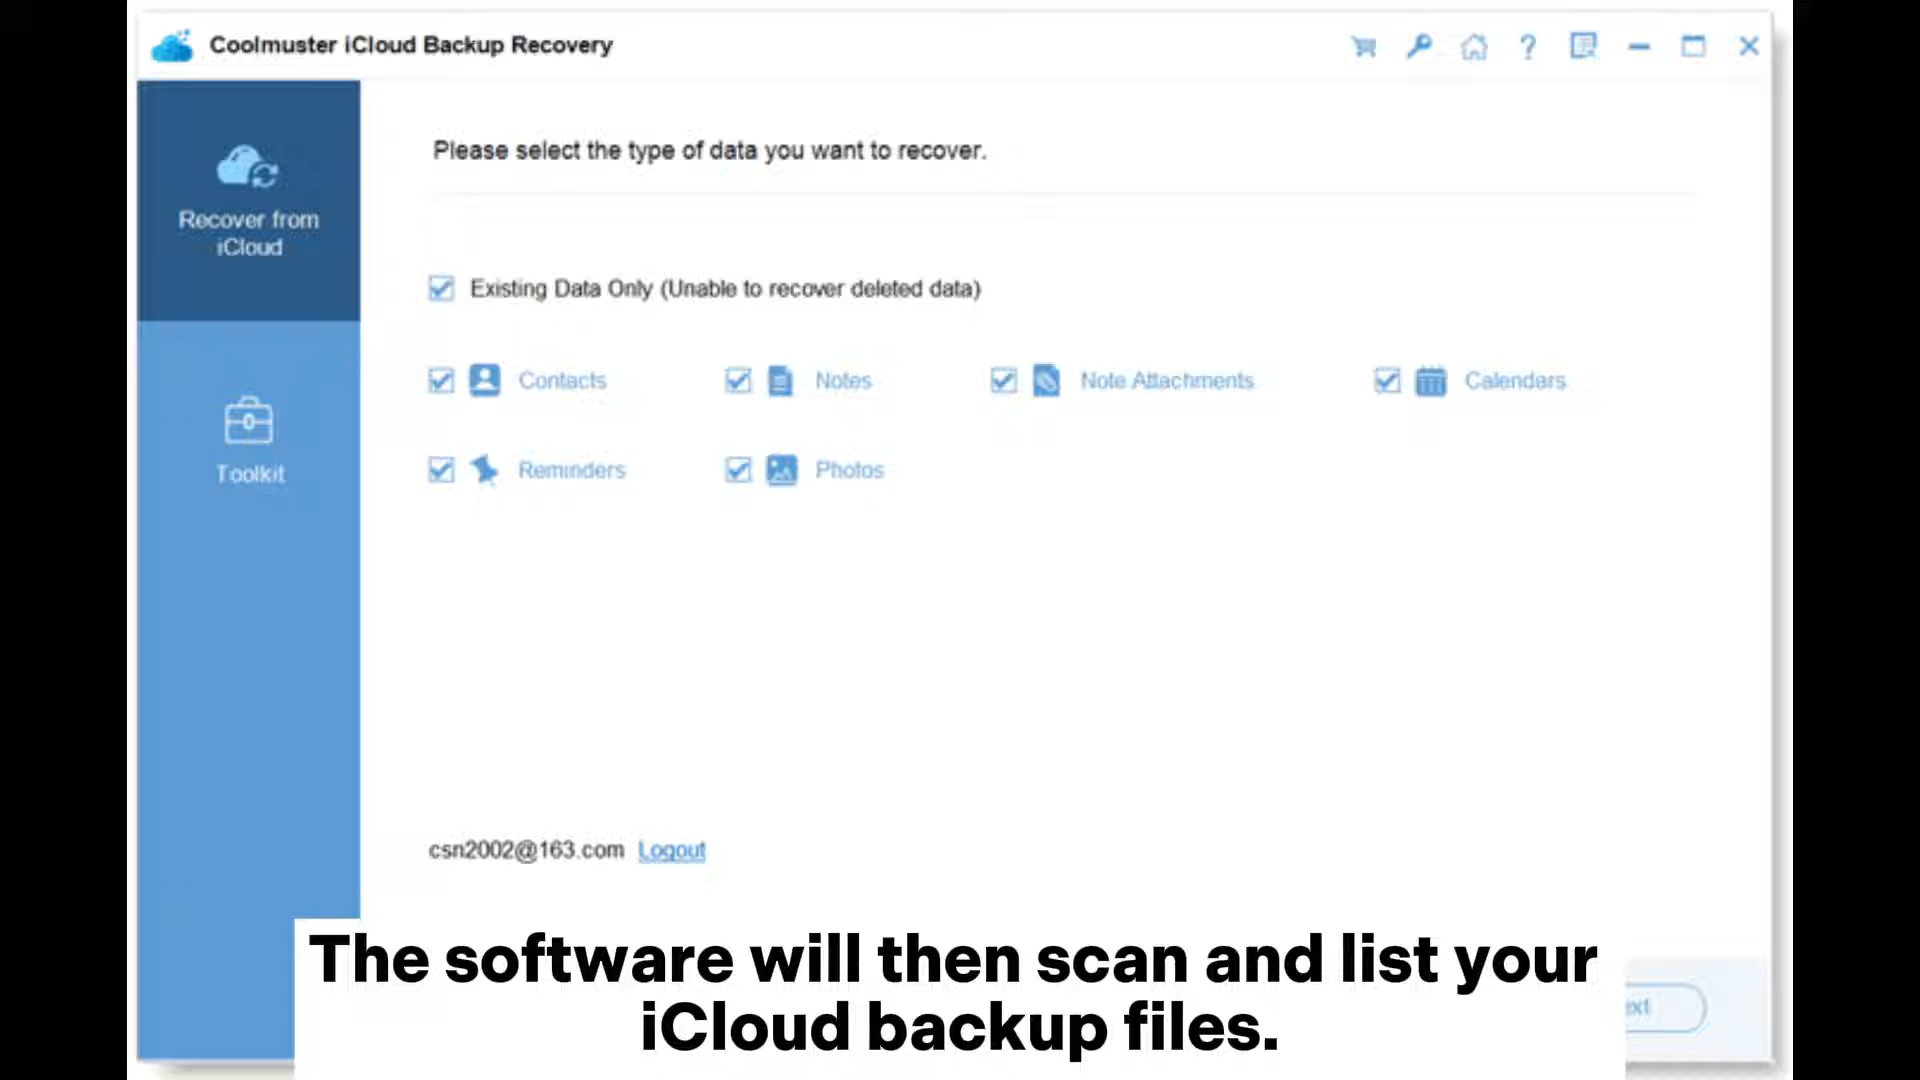 Coolmuster iCloud Backup Recovery
Recover from
iCloud
Toolkit
Please select the type of data you want to recover.
Existing Data Only (Unable to recover deleted data)
Contacts
Notes
Note Attachments
Calendars
Reminders
Photos
csn2002@163.com Logout
The software will then scan and list your
iCloud backup files.